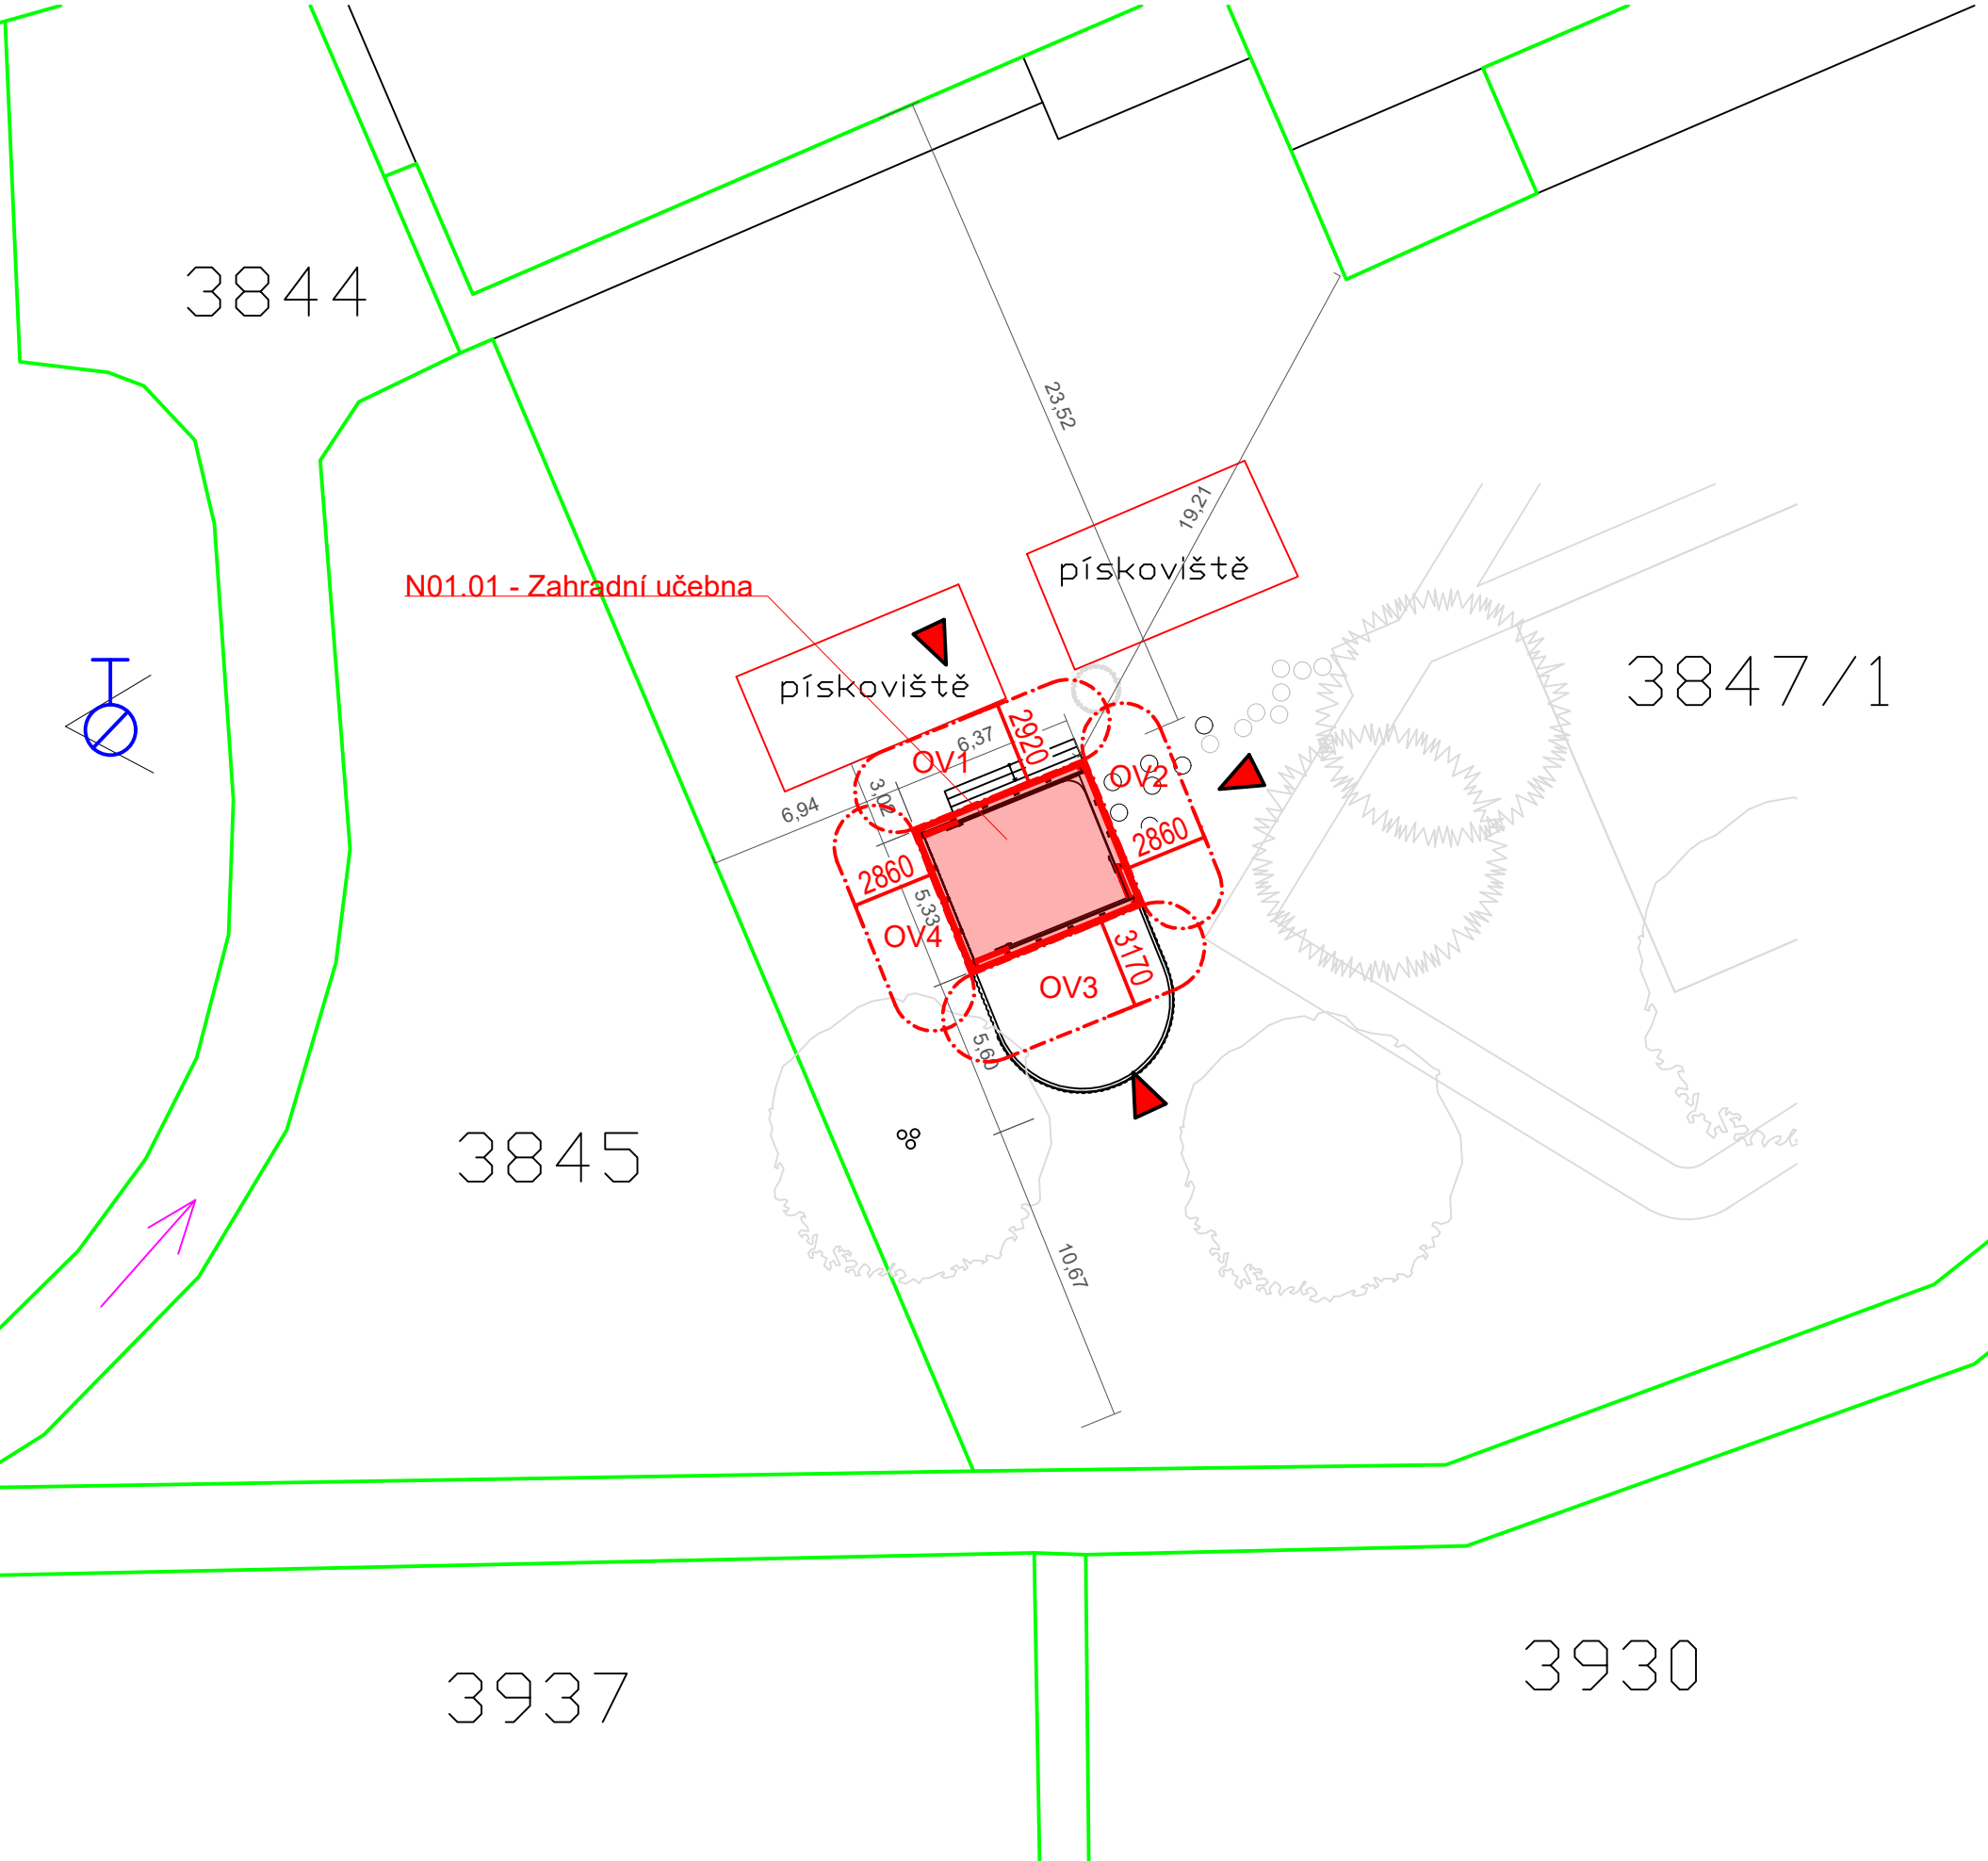 3844
23,52
19,21
pískoviště
N01.01 - Zahradní učebna
3847/1
pískoviště
2920
6,37
OV1
OV2
6,94
3,02
2860
2860
5,33
OV4
3170
OV3
5,60
3845
10,67
3930
3937